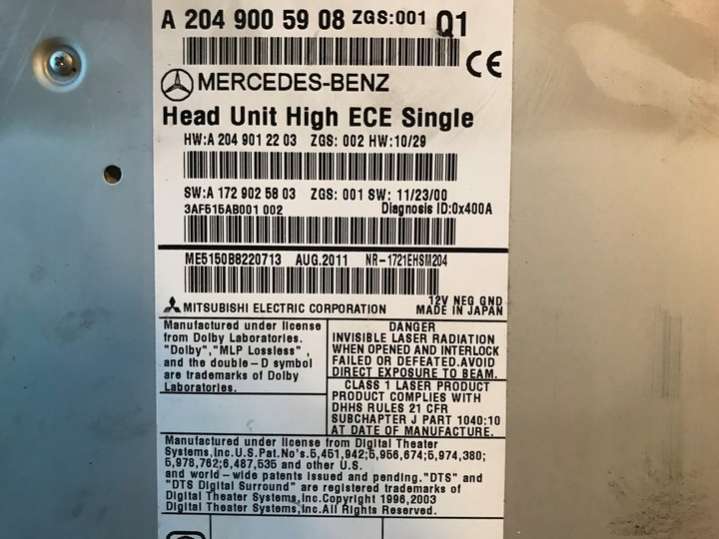 A 204 900 59 08 ZGS:001 Q1
CE
MERCEDES-BENZ
Head Unit High ECE Single
HW:A 204 901 22 03 ZGS: 002 HW:10/29
SW:A 172 902 58 03 ZGS: 001 SW: 11/23/00
3AF515AB001 002 Diagnosis ID:0x400A
ME5150B8220713 AUG.2011 NR-1721EHSM204
MITSUBISHI ELECTRIC CORPORATION
12V NEG GND
MADE IN JAPAN
Manufactured under license
from Dolby Laboratories.
"Dolby","MLP Lossless",
and the double-D symbol
are trademarks of Dolby
Laboratories.
DANGER
INVISIBLE LASER RADIATION
WHEN OPENED AND INTERLOCK
FAILED OR DEFEATED.AVOID
DIRECT EXPOSURE TO BEAM.
CLASS 1 LASER PRODUCT
PRODUCT COMPLIES WITH
DHHS RULES 21 CFR
SUBCHAPTER J PART 1040:10
AT DATE OF MANUFACTURE.
Manufactured under license from Digital Theater
Systems,Inc.U.S.Pat.No's.5,451,942;5,956,674;5,974,380;
5,978,762;6,487,535 and other U.S.
and world-wide patents issued and pending."DTS" and
"DTS Digital Surround" are registered trademarks of
Digital Theater Systems,Inc.Copyright 1996,2003
Digital Theater Systems,Inc.All Rights Reserved.